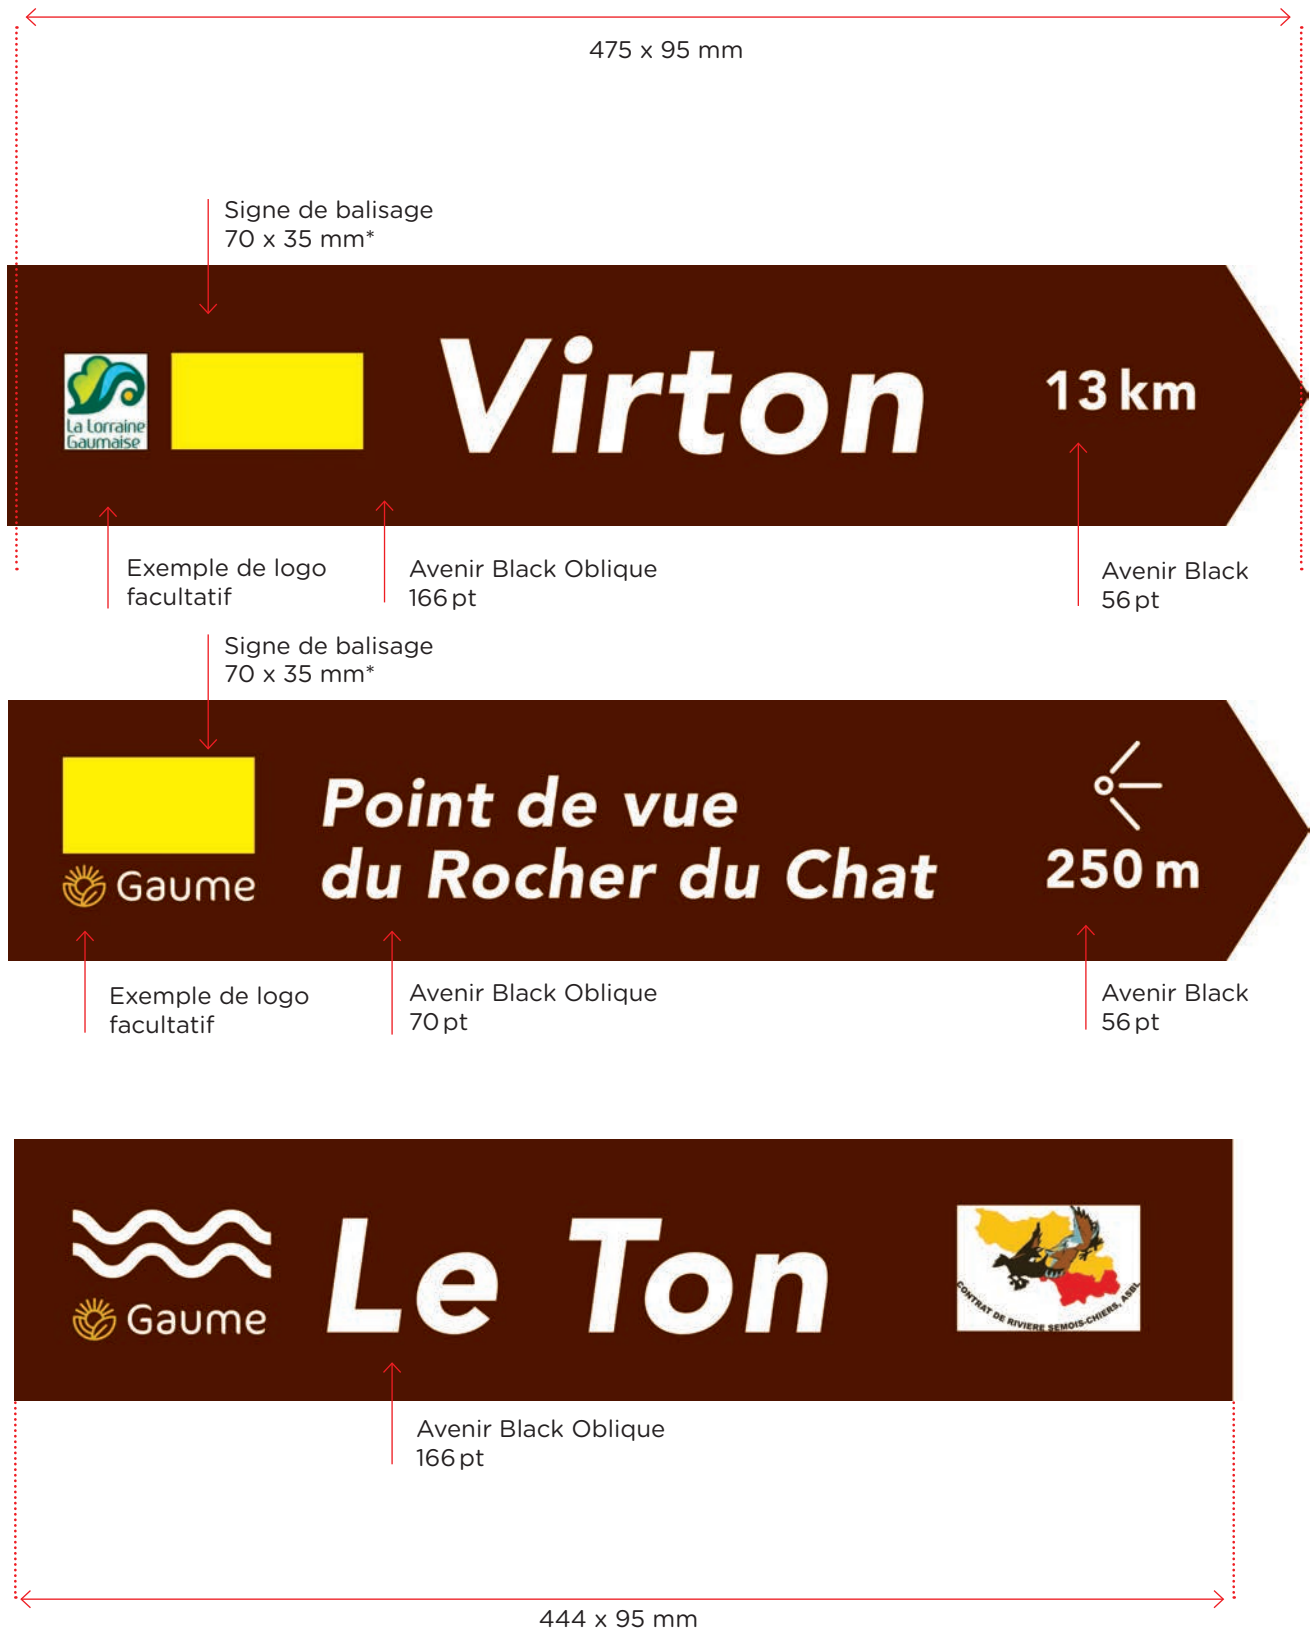 475 x 95 mm
Signe de balisage
70 x 35 mm*
La Lorraine
Gaumaise
Virton
13 km
Exemple de logo
facultatif
Avenir Black Oblique
166 pt
Avenir Black
56 pt
Signe de balisage
70 x 35 mm*
Gaume
Point de vue
du Rocher du Chat
250 m
Exemple de logo
facultatif
Avenir Black Oblique
70 pt
Avenir Black
56 pt
Gaume
Le Ton
CONTRAT DE RIVIERE SEMOIS-CHIERS, ASBL
Avenir Black Oblique
166 pt
444 x 95 mm